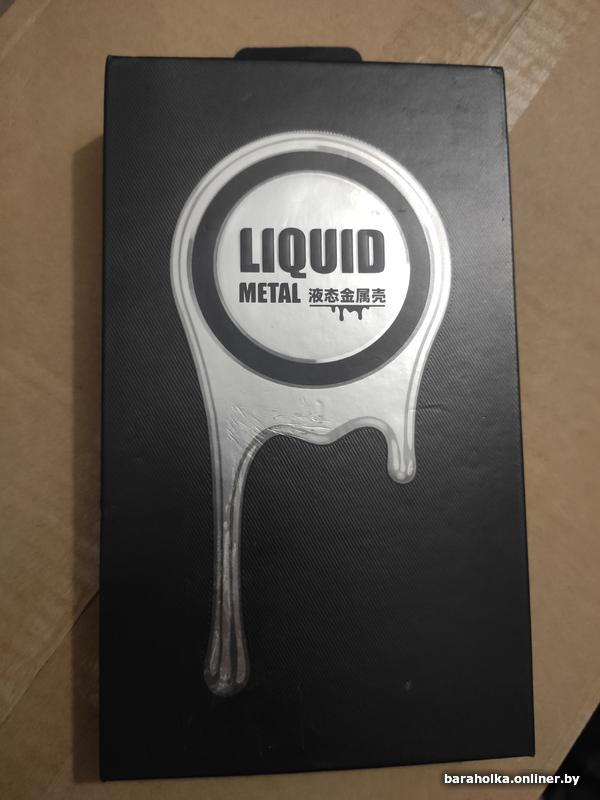 LIQUID
METAL 液态金属壳
baraholka.onliner.by